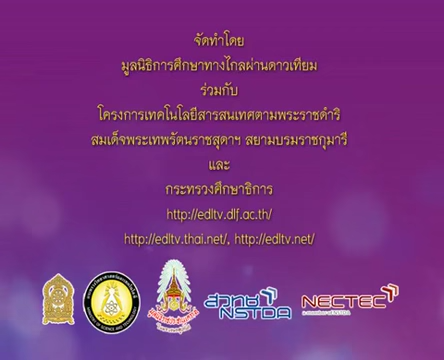 จัดทำโดย
มูลนิธิการศึกษาทางไกลผ่านดาวเทียม
ร่วมกับ
โครงการเทคโนโลยีสารสนเทศตามพระราชดำริ
สมเด็จพระเทพรัตนราชสุดาฯ สยามบรมราชกุมารี
และ
กระทรวงศึกษาธิการ
http://edltv.dlf.ac.th/
http://edltv.thai.net/, http://edltv.net/
สวทช
NSTDA
NECTEC
a member of NSTDA